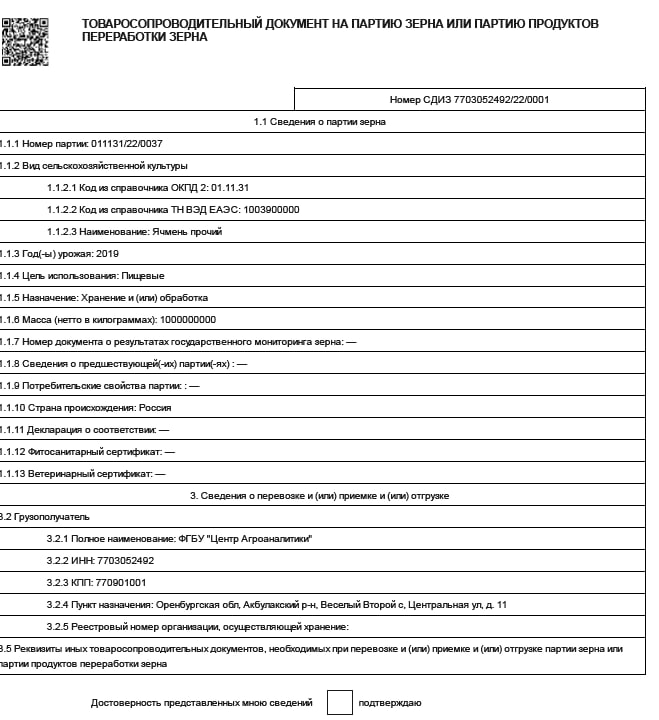 ТОВАРОСОПРОВОДИТЕЛЬНЫЙ ДОКУМЕНТ НА ПАРТИЮ ЗЕРНА ИЛИ ПАРТИЮ ПРОДУКТОВ
ПЕРЕРАБОТКИ ЗЕРНА
Номер СДИЗ 7703052492/22/0001
1.1 Сведения о партии зерна
1.1.1 Номер партии: 011131/22/0037
1.1.2 Вид сельскохозяйственной культуры
1.1.2.1 Код из справочника ОКПД 2: 01.11.31
1.1.2.2 Код из справочника ТН ВЭД ЕАЭС: 1003900000
1.1.2.3 Наименование: Ячмень прочий
1.1.3 Год(-ы) урожая: 2019
1.1.4 Цель использования: Пищевые
1.1.5 Назначение: Хранение и (или) обработка
1.1.6 Масса (нетто в килограммах): 1000000000
1.1.7 Номер документа о результатах государственного мониторинга зерна: —
1.1.8 Сведения о предшествующей(-их) партии(-ях) : —
1.1.9 Потребительские свойства партии: : —
1.1.10 Страна происхождения: Россия
1.1.11 Декларация о соответствии: —
1.1.12 Фитосанитарный сертификат: —
1.1.13 Ветеринарный сертификат: —
3. Сведения о перевозке и (или) приемке и (или) отгрузке
3.2 Грузополучатель
3.2.1 Полное наименование: ФГБУ "Центр Агроаналитики"
3.2.2 ИНН: 7703052492
3.2.3 КПП: 770901001
3.2.4 Пункт назначения: Оренбургская обл, Акбулакский р-н, Веселый Второй с, Центральная ул, д. 11
3.2.5 Реестровый номер организации, осуществляющей хранение:
3.5 Реквизиты иных товаросопроводительных документов, необходимых при перевозке и (или) приемке и (или) отгрузке партии зерна или
партии продуктов переработки зерна
Достоверность представленных мною сведений подтверждаю